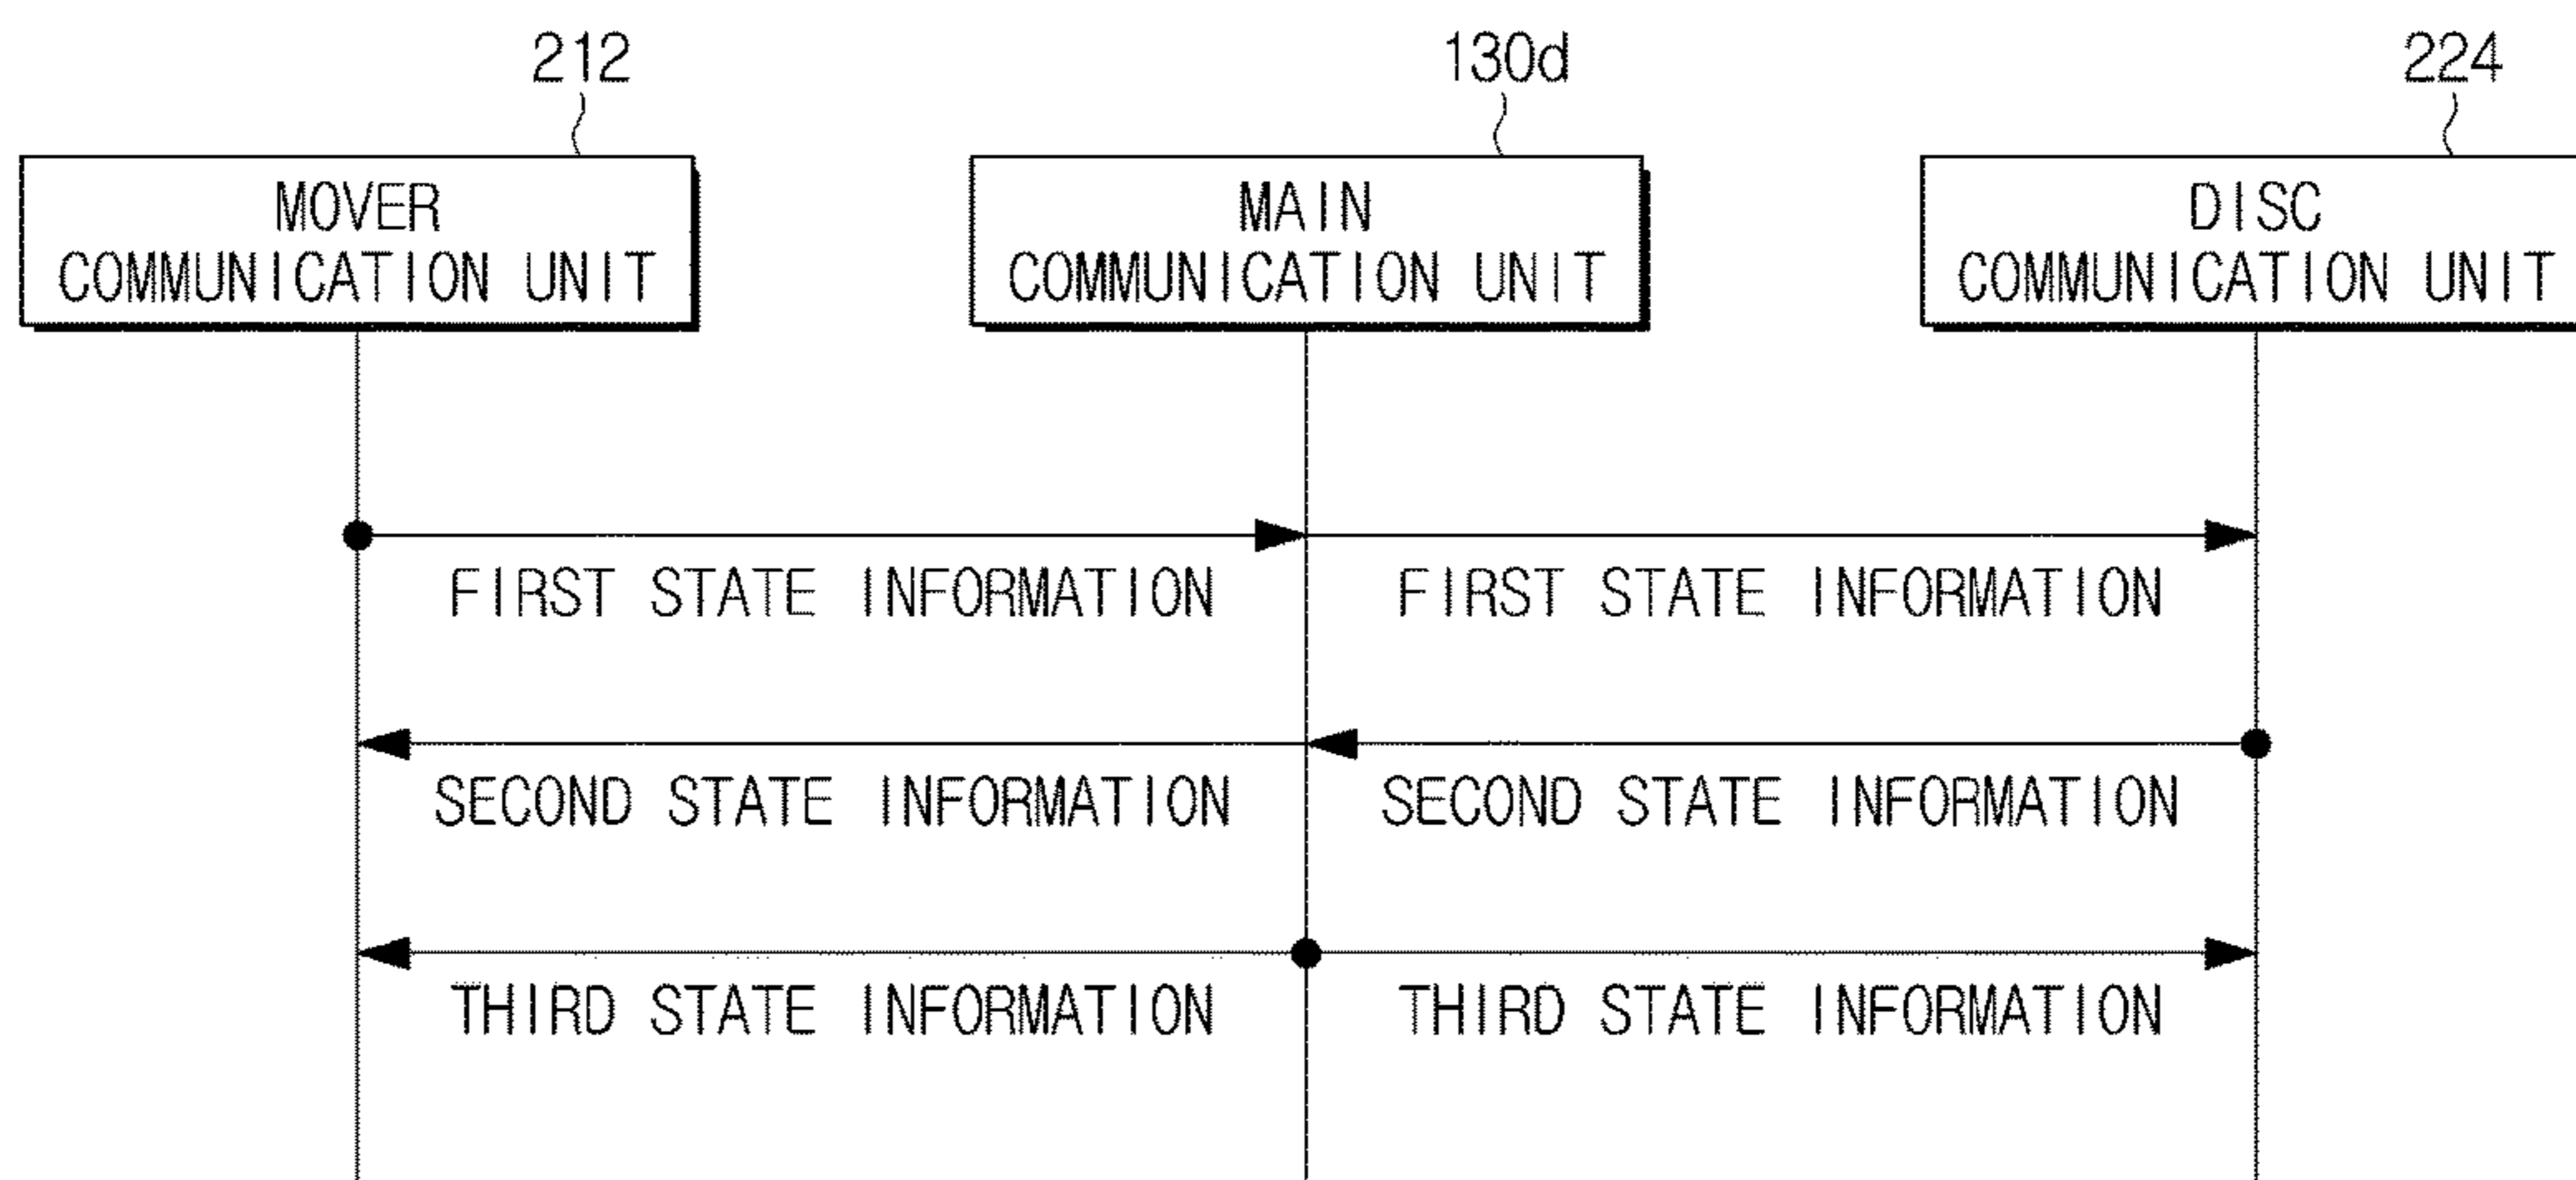 212
130d
224
MOVER
COMMUNICATION UNIT
MAIN
COMMUNICATION UNIT
DISC
COMMUNICATION UNIT
FIRST STATE INFORMATION
FIRST STATE INFORMATION
SECOND STATE INFORMATION
SECOND STATE INFORMATION
THIRD STATE INFORMATION
THIRD STATE INFORMATION